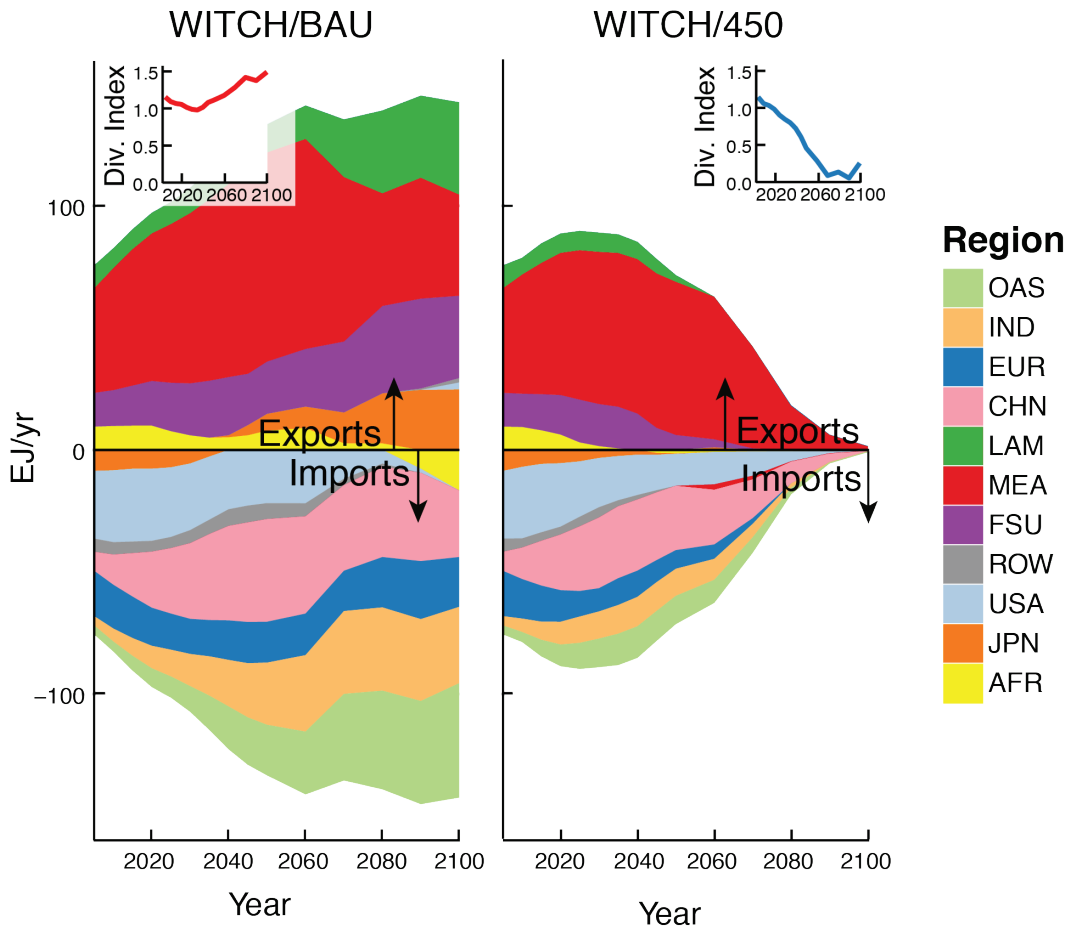 WITCH/BAU
WITCH/450
Div. Index
1.5
1.0
0.5
0.0
2020 2060 2100
Div. Index
1.5
1.0
0.5
0.0
2020 2060 2100
EJ/yr
100
0
−100
Exports
Imports
Exports
Imports
2020 2040 2060 2080 2100
Year
2020 2040 2060 2080 2100
Year
Region
OAS
IND
EUR
CHN
LAM
MEA
FSU
ROW
USA
JPN
AFR